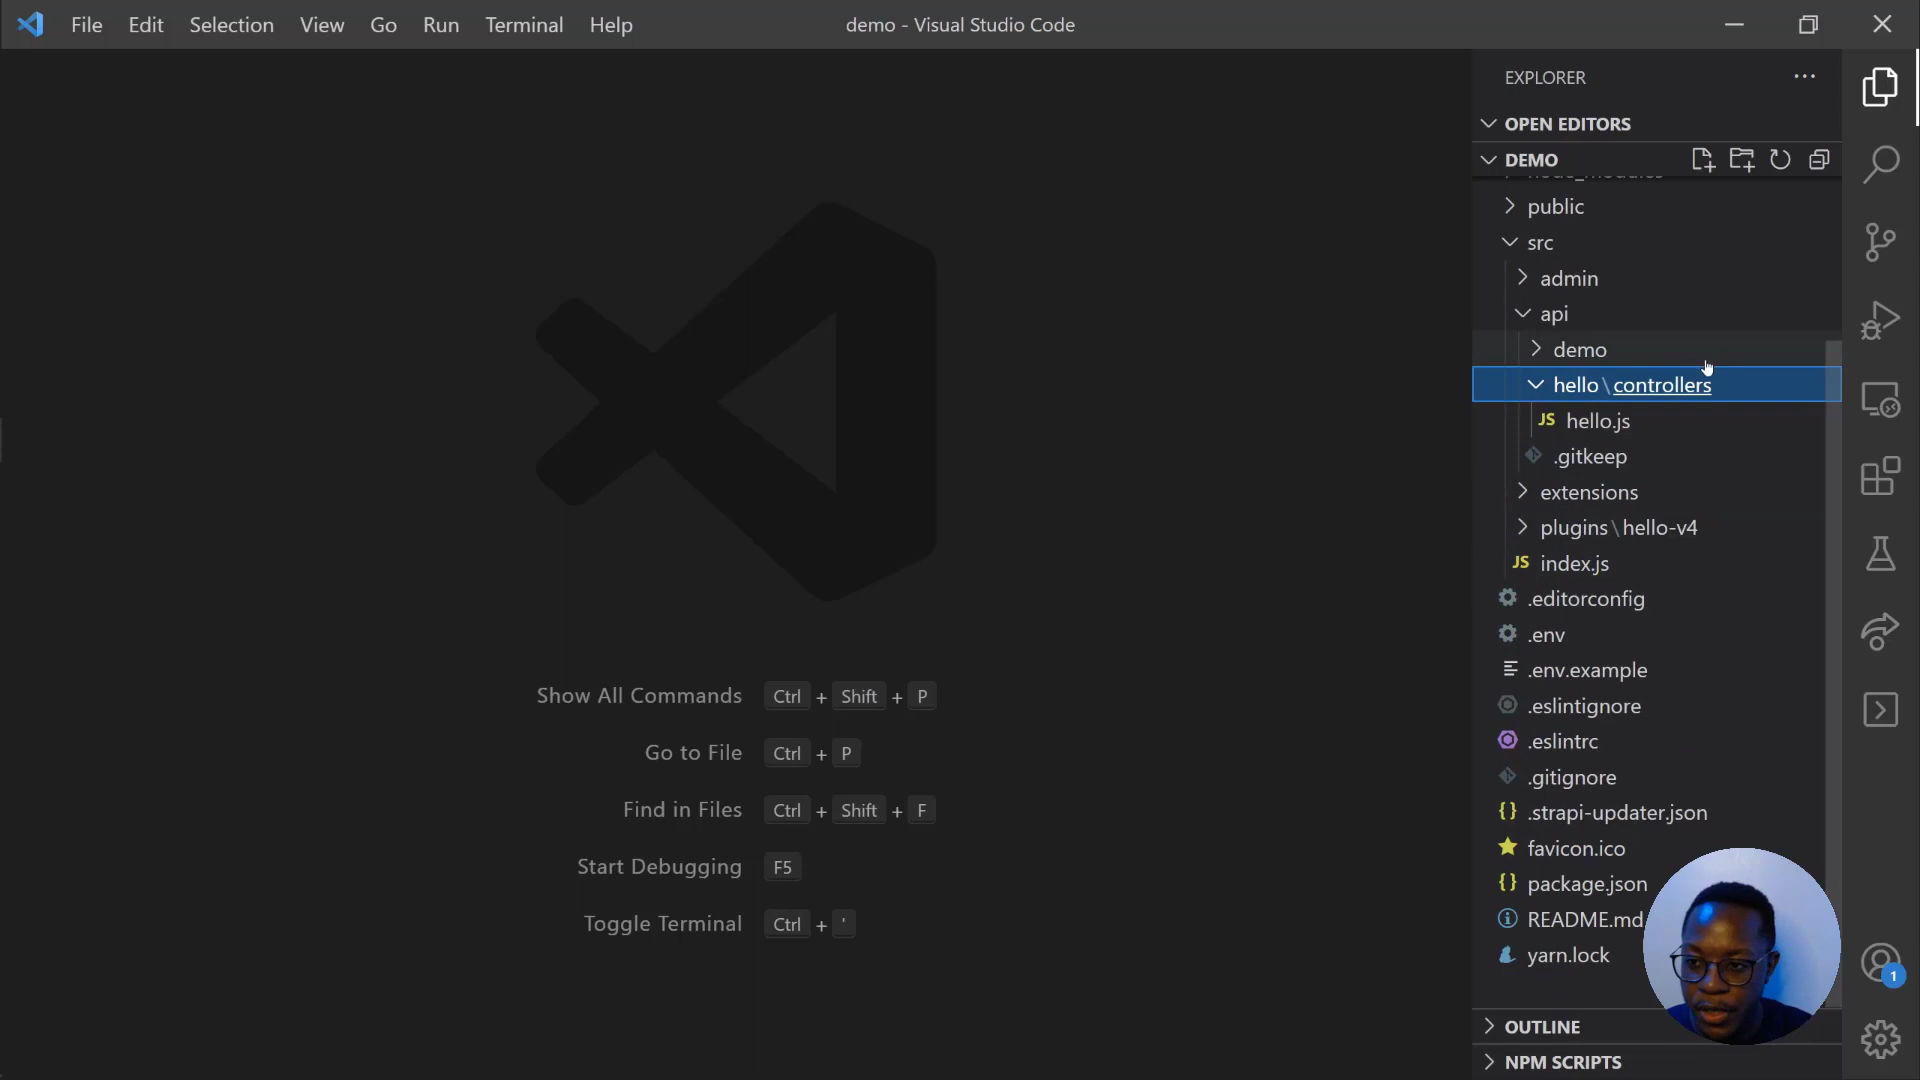 File Edit Selection View Go Run Terminal Help
demo - Visual Studio Code
EXPLORER
OPEN EDITORS
DEMO
node_modules
public
src
admin
api
demo
hello\controllers
JS hello.js
.gitkeep
extensions
plugins\hello-v4
JS index.js
.editorconfig
.env
.env.example
.eslintignore
.eslintrc
.gitignore
{} .strapi-updater.json
favicon.ico
{} package.json
README.md
yarn.lock
OUTLINE
NPM SCRIPTS
1
Show All Commands Ctrl + Shift + P
Go to File Ctrl + P
Find in Files Ctrl + Shift + F
Start Debugging F5
Toggle Terminal Ctrl + '